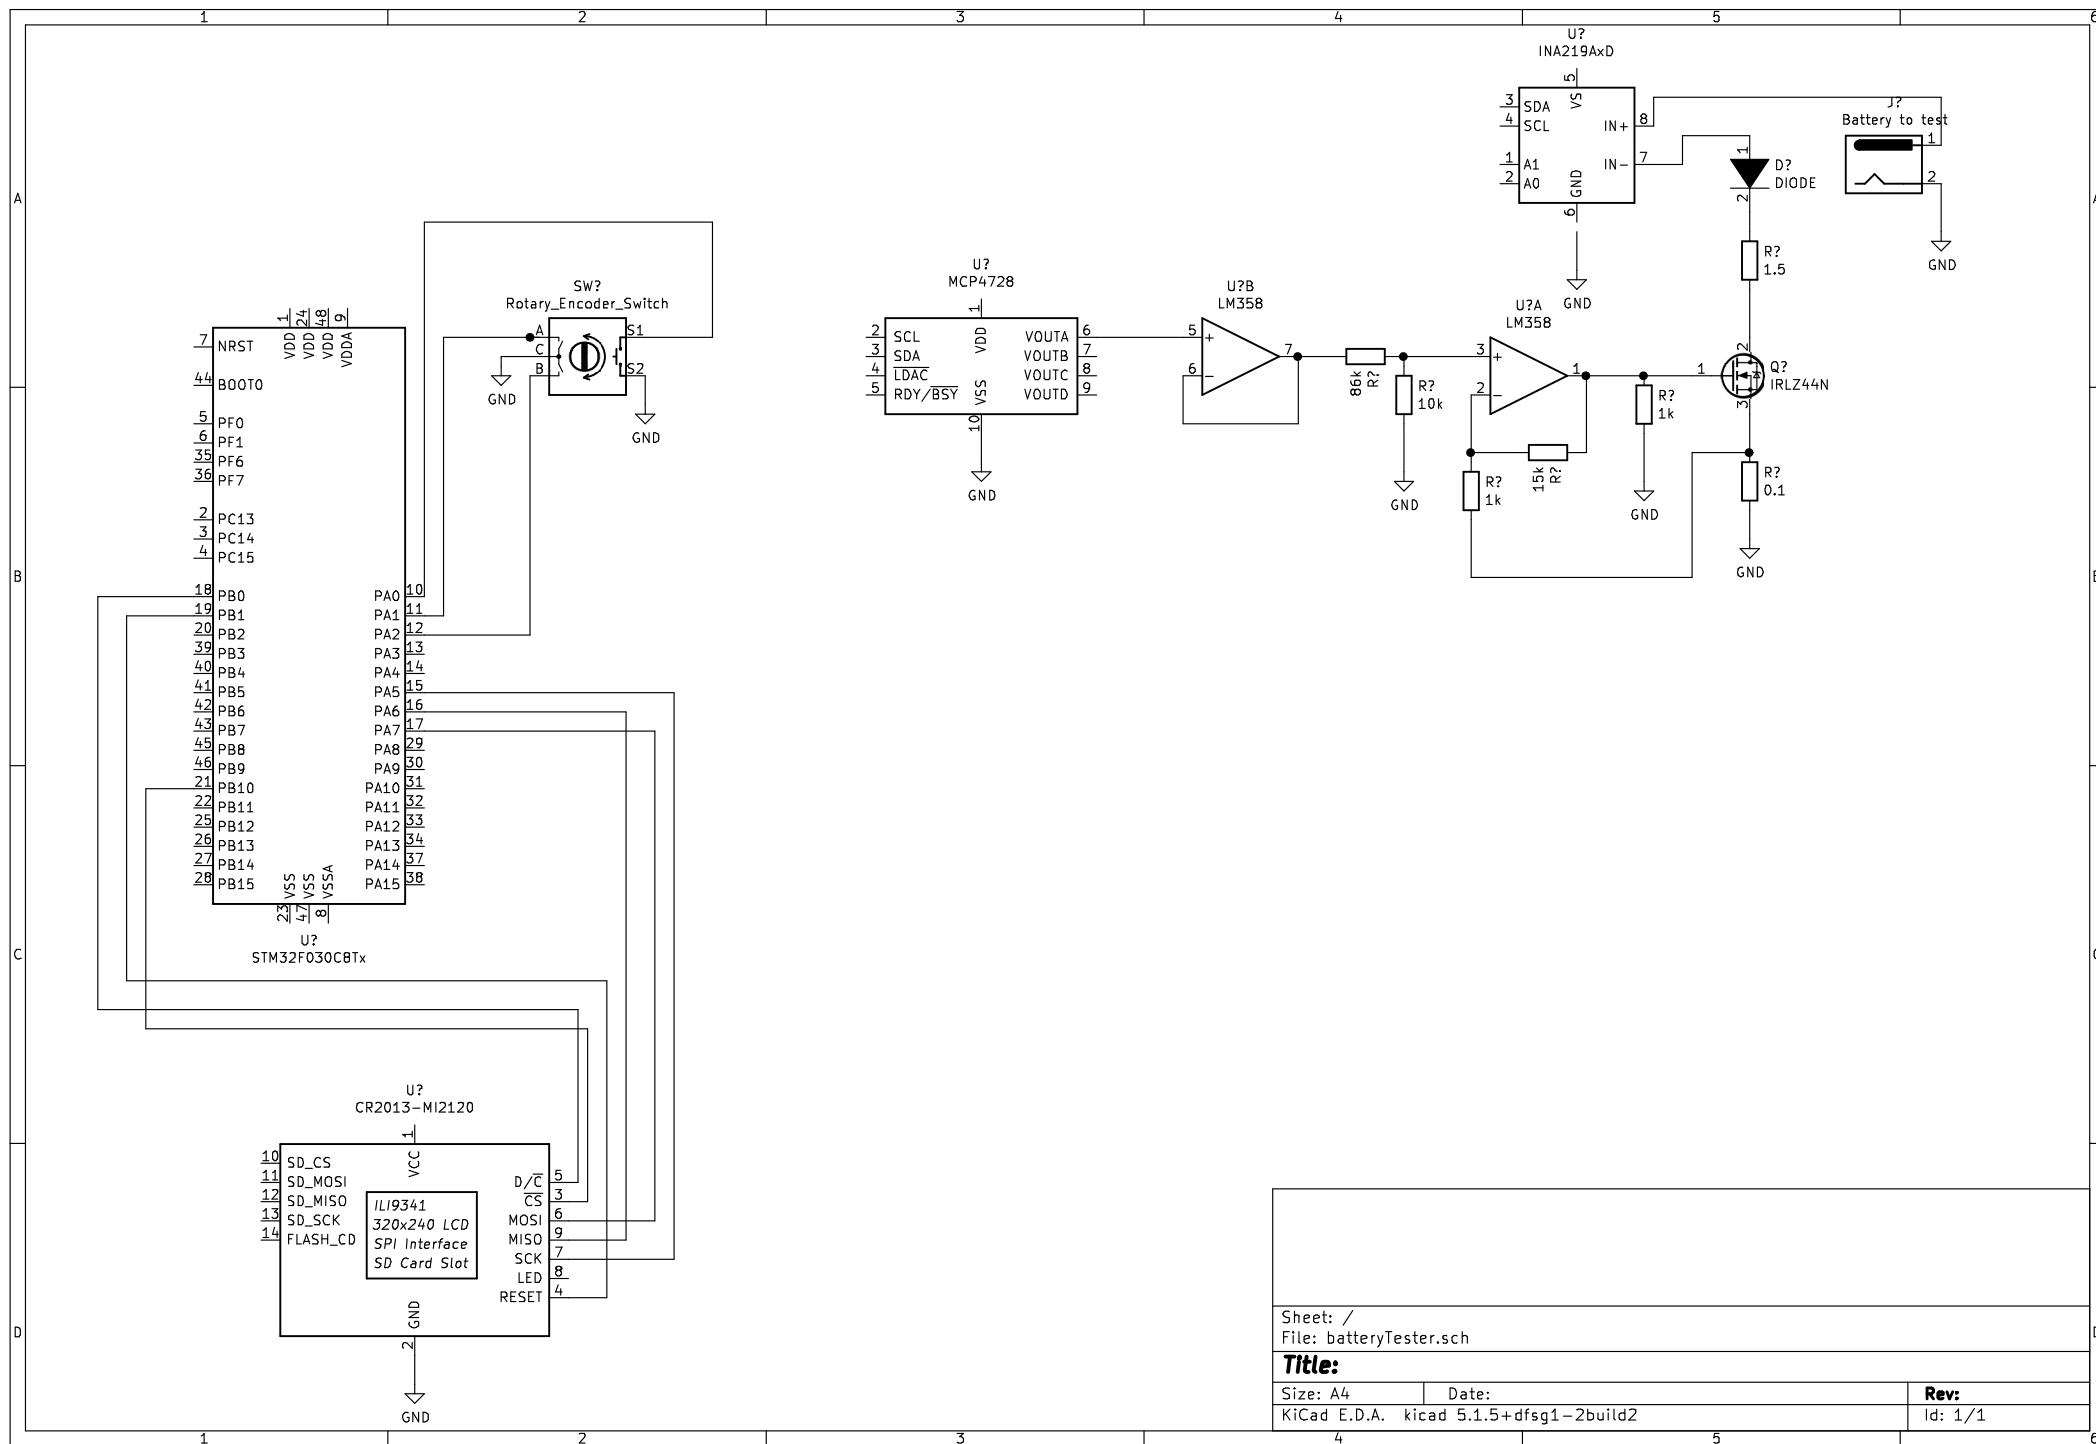 1 2 3 4 5 6
U?
INA219AxD
5
VS
3 SDA
4 SCL
1 A1
2 A0
IN+ 8
IN- 7
GND
6
GND
J?
Battery to test
1
2
GND
1
D?
DIODE
2
R?
1.5
A
SW?
Rotary_Encoder_Switch
A
C
B
S1
S2
GND
GND
U?
MCP4728
1
VDD
2 SCL
3 SDA
4 LDAC
5 RDY/BSY
VOUTA 6
VOUTB 7
VOUTC 8
VOUTD 9
VSS
10
GND
U?B
LM358
5 +
6 -
7
86k
R?
R?
10k
GND
U?A
LM358
3 +
2 -
1
15k
R?
R?
1k
R?
1k
GND
1
2
3
Q?
IRLZ44N
R?
0.1
GND
1 24 48 9
VDD VDD VDD VDDA
7 NRST
44 BOOT0
5 PF0
6 PF1
35 PF6
36 PF7
2 PC13
3 PC14
4 PC15
B
18 PB0
19 PB1
20 PB2
39 PB3
40 PB4
41 PB5
42 PB6
43 PB7
45 PB8
46 PB9
21 PB10
22 PB11
25 PB12
26 PB13
27 PB14
28 PB15
PA0 10
PA1 11
PA2 12
PA3 13
PA4 14
PA5 15
PA6 16
PA7 17
PA8 29
PA9 30
PA10 31
PA11 32
PA12 33
PA13 34
PA14 37
PA15 38
VSS VSS VSSA
23 47 8
U?
STM32F030C8Tx
C
U?
CR2013-MI2120
1
VCC
10 SD_CS
11 SD_MOSI
12 SD_MISO
13 SD_SCK
14 FLASH_CD
ILI9341
320x240 LCD
SPI Interface
SD Card Slot
D/C 5
CS 3
MOSI 6
MISO 9
SCK 7
LED 8
RESET 4
GND
2
GND
D
Sheet: /
File: batteryTester.sch
Title:
Size: A4 Date: Rev:
KiCad E.D.A. kicad 5.1.5+dfsg1-2build2 Id: 1/1
1 2 3 4 5 6